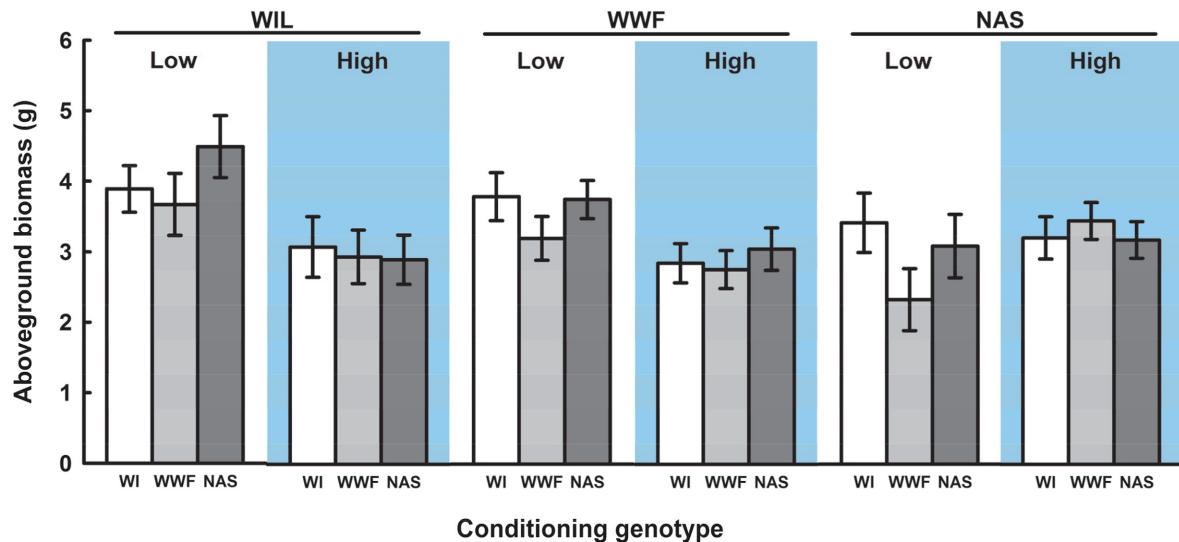 WIL WWF NAS
Low High Low High Low High
6
5
4
3
2
1
0
Aboveground biomass (g)
WI WWF NAS WI WWF NAS WI WWF NAS WI WWF NAS WI WWF NAS WI WWF NAS
Conditioning genotype